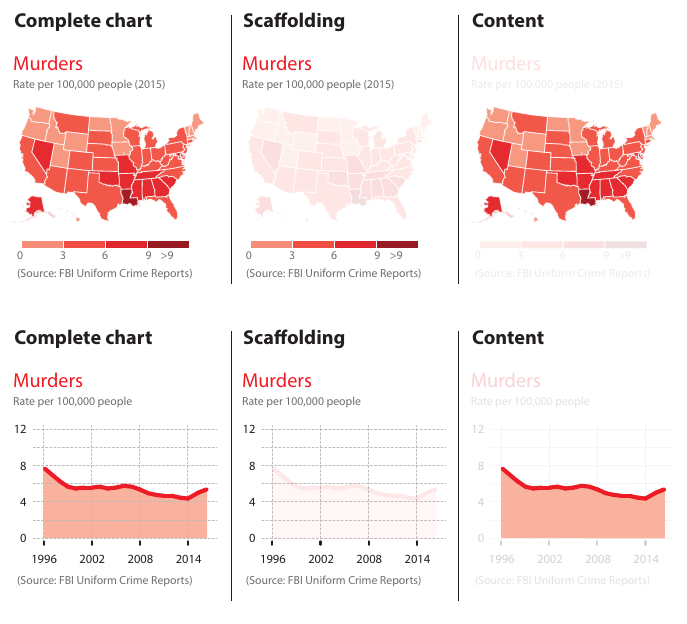 Complete chart
Murders
Rate per 100,000 people (2015)
0 3 6 9 >9
(Source: FBI Uniform Crime Reports)
Scaffolding
Murders
Rate per 100,000 people (2015)
0 3 6 9 >9
(Source: FBI Uniform Crime Reports)
Content
Murders
Rate per 100,000 people (2015)
0 3 6 9 >9
(Source: FBI Uniform Crime Reports)
Complete chart
Murders
Rate per 100,000 people
12
8
4
0
1996 2002 2008 2014
(Source: FBI Uniform Crime Reports)
Scaffolding
Murders
Rate per 100,000 people
12
8
4
0
1996 2002 2008 2014
(Source: FBI Uniform Crime Reports)
Content
Murders
Rate per 100,000 people
12
8
4
0
1996 2002 2008 2014
(Source: FBI Uniform Crime Reports)